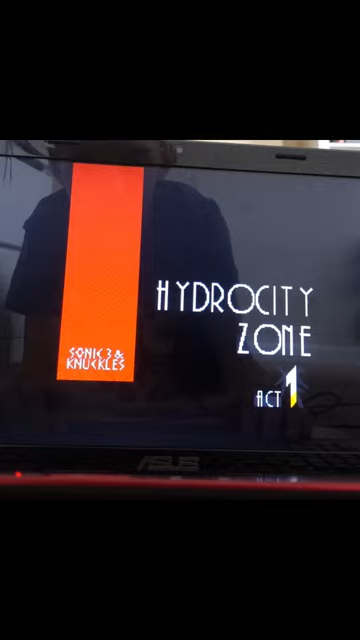 HYDROCITY
ZONE
ACT 1
SONIC 3 &
KNUCKLES
ASUS